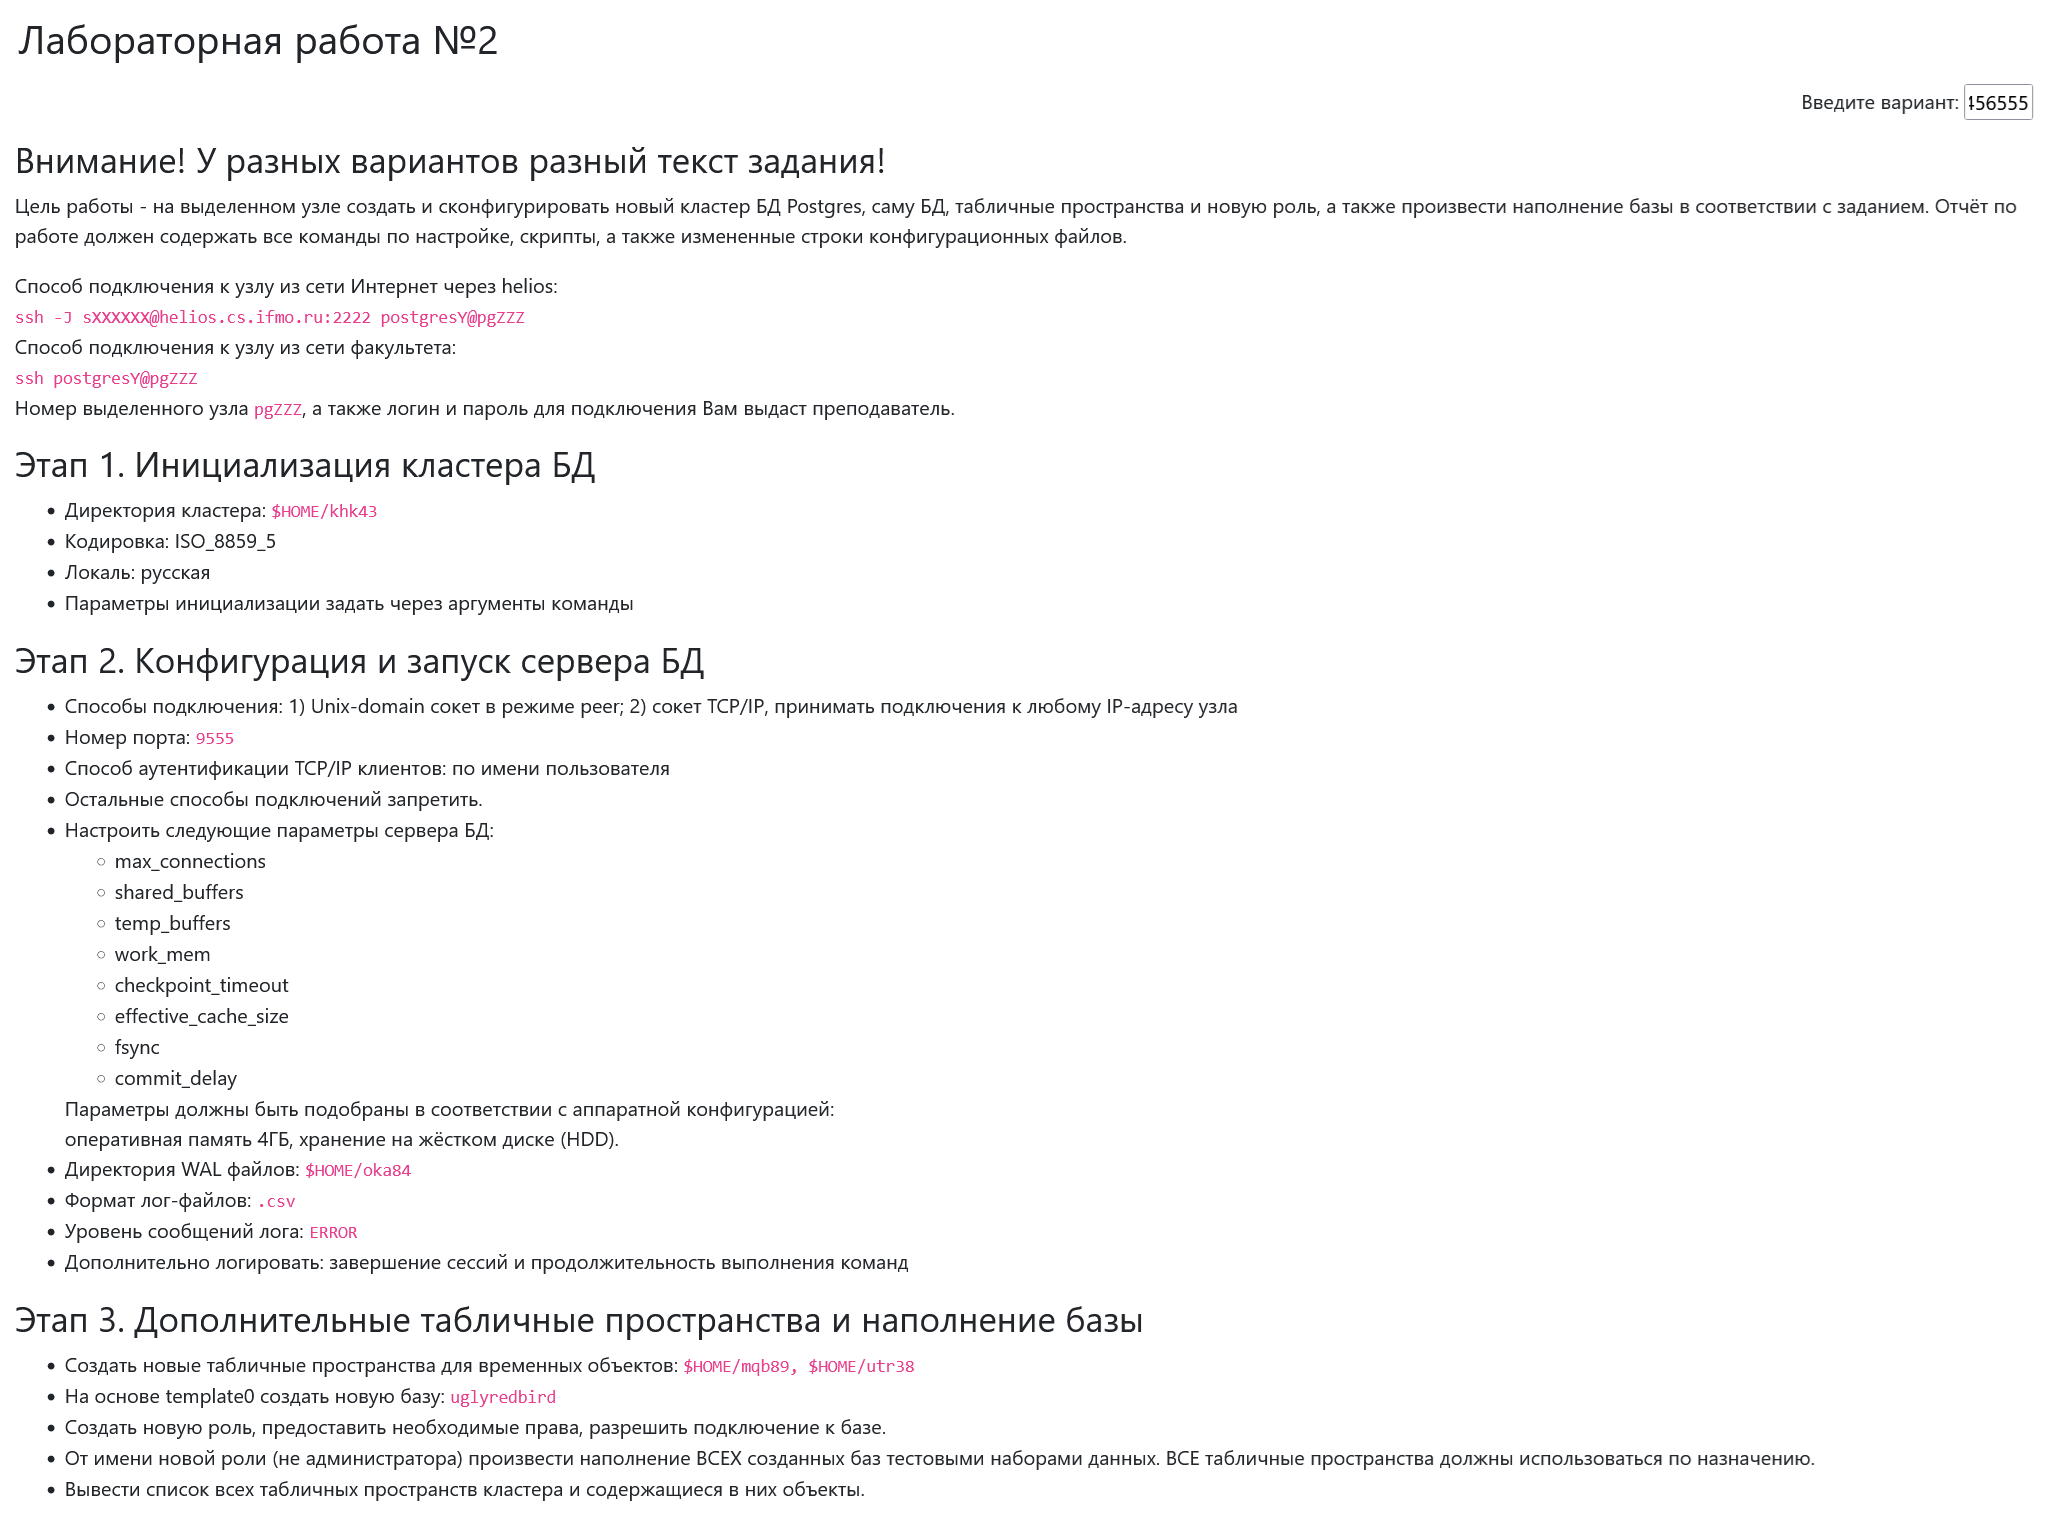 Лабораторная работа №2
Введите вариант: 456555
Внимание! У разных вариантов разный текст задания!
Цель работы - на выделенном узле создать и сконфигурировать новый кластер БД Postgres, саму БД, табличные пространства и новую роль, а также произвести наполнение базы в соответствии с заданием. Отчёт по
работе должен содержать все команды по настройке, скрипты, а также измененные строки конфигурационных файлов.
Способ подключения к узлу из сети Интернет через helios:
ssh -J sXXXXXX@helios.cs.ifmo.ru:2222 postgresY@pgZZZ
Способ подключения к узлу из сети факультета:
ssh postgresY@pgZZZ
Номер выделенного узла pgZZZ, а также логин и пароль для подключения Вам выдаст преподаватель.
Этап 1. Инициализация кластера БД
• Директория кластера: $HOME/khk43
• Кодировка: ISO_8859_5
• Локаль: русская
• Параметры инициализации задать через аргументы команды
Этап 2. Конфигурация и запуск сервера БД
• Способы подключения: 1) Unix-domain сокет в режиме peer; 2) сокет TCP/IP, принимать подключения к любому IP-адресу узла
• Номер порта: 9555
• Способ аутентификации TCP/IP клиентов: по имени пользователя
• Остальные способы подключений запретить.
• Настроить следующие параметры сервера БД:
◦ max_connections
◦ shared_buffers
◦ temp_buffers
◦ work_mem
◦ checkpoint_timeout
◦ effective_cache_size
◦ fsync
◦ commit_delay
Параметры должны быть подобраны в соответствии с аппаратной конфигурацией:
оперативная память 4ГБ, хранение на жёстком диске (HDD).
• Директория WAL файлов: $HOME/oka84
• Формат лог-файлов: .csv
• Уровень сообщений лога: ERROR
• Дополнительно логировать: завершение сессий и продолжительность выполнения команд
Этап 3. Дополнительные табличные пространства и наполнение базы
• Создать новые табличные пространства для временных объектов: $HOME/mqb89, $HOME/utr38
• На основе template0 создать новую базу: uglyredbird
• Создать новую роль, предоставить необходимые права, разрешить подключение к базе.
• От имени новой роли (не администратора) произвести наполнение ВСЕХ созданных баз тестовыми наборами данных. ВСЕ табличные пространства должны использоваться по назначению.
• Вывести список всех табличных пространств кластера и содержащиеся в них объекты.